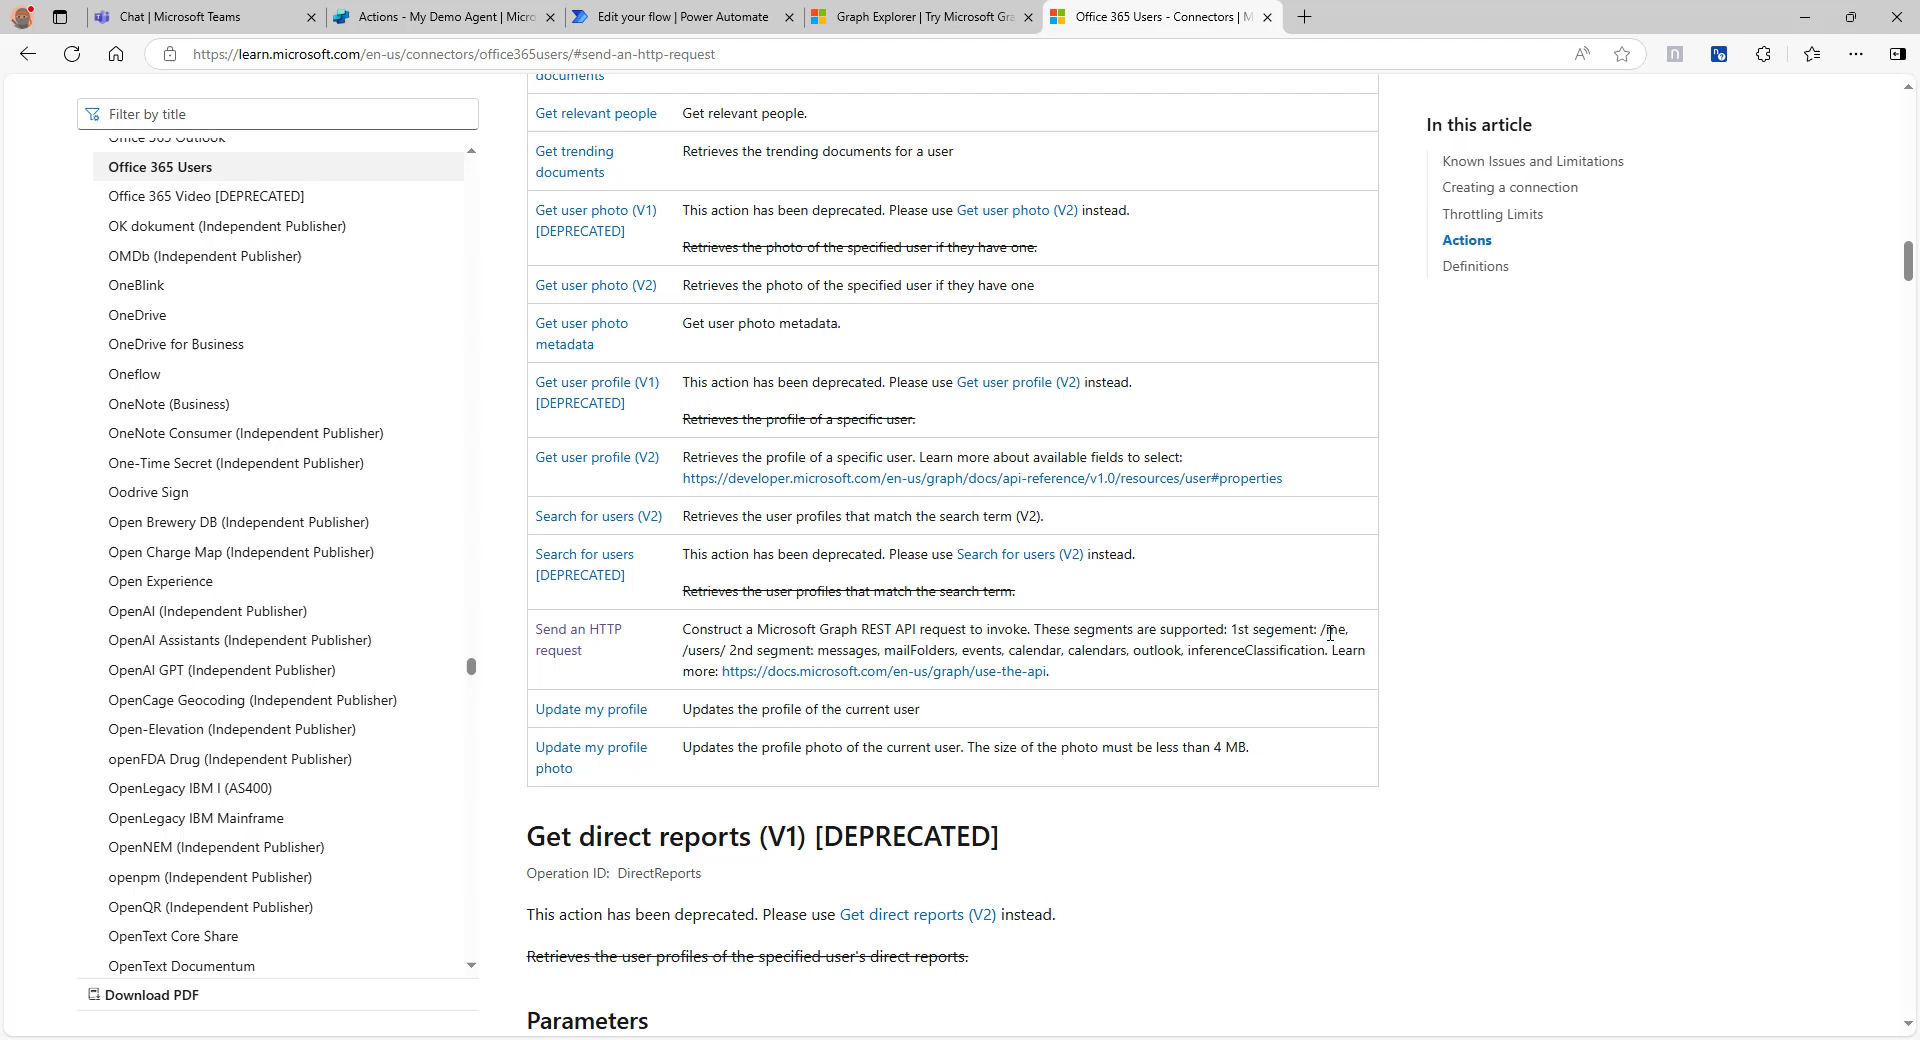 Chat | Microsoft Teams
Actions - My Demo Agent | Micro
Edit your flow | Power Automate
Graph Explorer | Try Microsoft Gra
Office 365 Users - Connectors | M
https://learn.microsoft.com/en-us/connectors/office365users/#send-an-http-request
Filter by title
Office 365 Outlook
Office 365 Users
Office 365 Video [DEPRECATED]
OK dokument (Independent Publisher)
OMDb (Independent Publisher)
OneBlink
OneDrive
OneDrive for Business
Oneflow
OneNote (Business)
OneNote Consumer (Independent Publisher)
One-Time Secret (Independent Publisher)
Oodrive Sign
Open Brewery DB (Independent Publisher)
Open Charge Map (Independent Publisher)
Open Experience
OpenAI (Independent Publisher)
OpenAI Assistants (Independent Publisher)
OpenAI GPT (Independent Publisher)
OpenCage Geocoding (Independent Publisher)
Open-Elevation (Independent Publisher)
openFDA Drug (Independent Publisher)
OpenLegacy IBM I (AS400)
OpenLegacy IBM Mainframe
OpenNEM (Independent Publisher)
openpm (Independent Publisher)
OpenQR (Independent Publisher)
OpenText Core Share
OpenText Documentum
Download PDF
documents
Get relevant people
Get relevant people.
Get trending
documents
Retrieves the trending documents for a user
Get user photo (V1)
[DEPRECATED]
This action has been deprecated. Please use Get user photo (V2) instead.
Retrieves the photo of the specified user if they have one.
Get user photo (V2)
Retrieves the photo of the specified user if they have one
Get user photo
metadata
Get user photo metadata.
Get user profile (V1)
[DEPRECATED]
This action has been deprecated. Please use Get user profile (V2) instead.
Retrieves the profile of a specific user.
Get user profile (V2)
Retrieves the profile of a specific user. Learn more about available fields to select:
https://developer.microsoft.com/en-us/graph/docs/api-reference/v1.0/resources/user#properties
Search for users (V2)
Retrieves the user profiles that match the search term (V2).
Search for users
[DEPRECATED]
This action has been deprecated. Please use Search for users (V2) instead.
Retrieves the user profiles that match the search term.
Send an HTTP
request
Construct a Microsoft Graph REST API request to invoke. These segments are supported: 1st segement: /me,
/users/ 2nd segment: messages, mailFolders, events, calendar, calendars, outlook, inferenceClassification. Learn
more: https://docs.microsoft.com/en-us/graph/use-the-api.
Update my profile
Updates the profile of the current user
Update my profile
photo
Updates the profile photo of the current user. The size of the photo must be less than 4 MB.
Get direct reports (V1) [DEPRECATED]
Operation ID: DirectReports
This action has been deprecated. Please use Get direct reports (V2) instead.
Retrieves the user profiles of the specified user's direct reports.
Parameters
In this article
Known Issues and Limitations
Creating a connection
Throttling Limits
Actions
Definitions